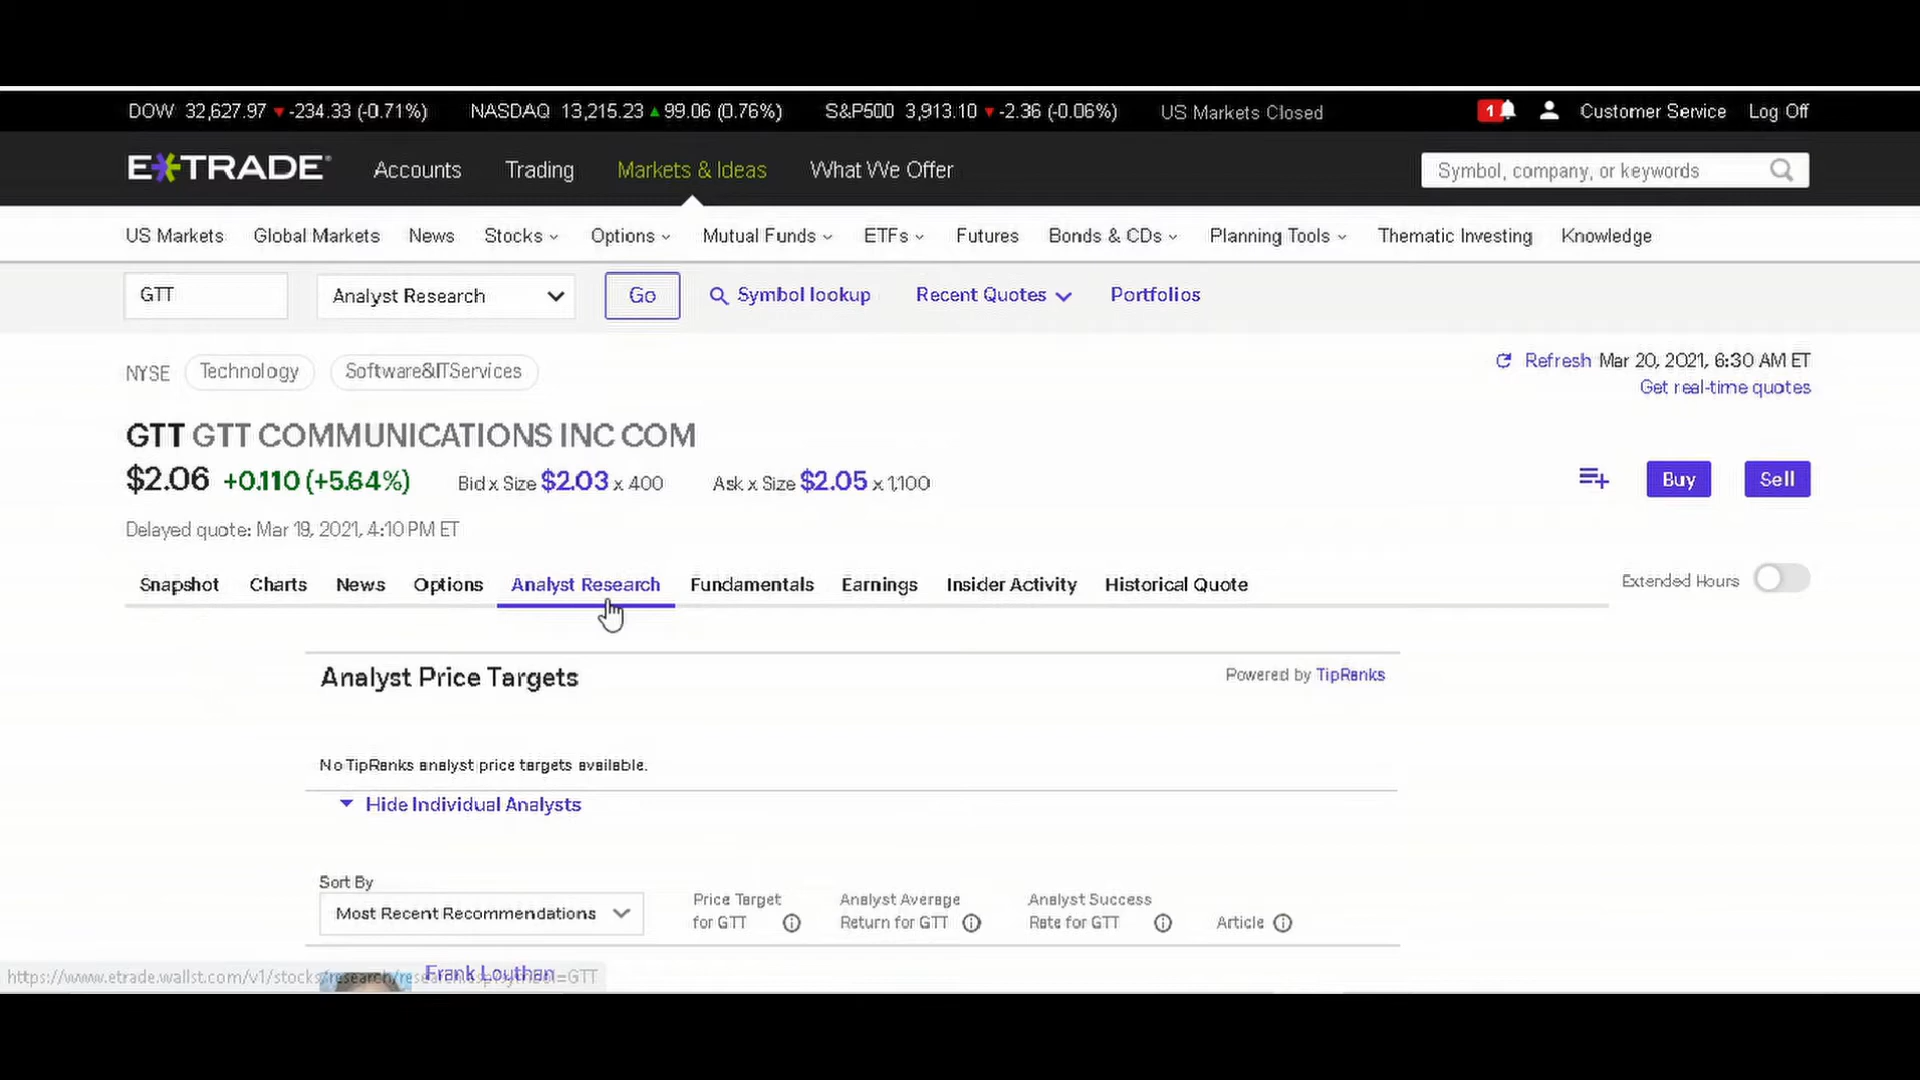 DOW 32,627.97 -234.33 (-0.71%) NASDAQ 13,215.23 99.06 (0.76%) S&P500 3,913.10 -2.36 (-0.06%) US Markets Closed 1 Customer Service Log Off
E*TRADE Accounts Trading Markets & Ideas What We Offer Symbol, company, or keywords
US Markets Global Markets News Stocks Options Mutual Funds ETFs Futures Bonds & CDs Planning Tools Thematic Investing Knowledge
GTT Analyst Research Go Symbol lookup Recent Quotes Portfolios
NYSE Technology Software&ITServices Refresh Mar 20, 2021, 6:30 AM ET
Get real-time quotes
GTT GTT COMMUNICATIONS INC COM
$2.06 +0.110 (+5.64%) Bid x Size $2.03 x 400 Ask x Size $2.05 x 1,100 Buy Sell
Delayed quote: Mar 19, 2021, 4:10 PM ET
Snapshot Charts News Options Analyst Research Fundamentals Earnings Insider Activity Historical Quote Extended Hours
Analyst Price Targets Powered by TipRanks
No TipRanks analyst price targets available.
Hide Individual Analysts
Sort By
Most Recent Recommendations
Price Target
for GTT
Analyst Average
Return for GTT
Analyst Success
Rate for GTT
Article
Frank Louthan
https://www.etrade.wallst.com/v1/stocks/research/
=GTT